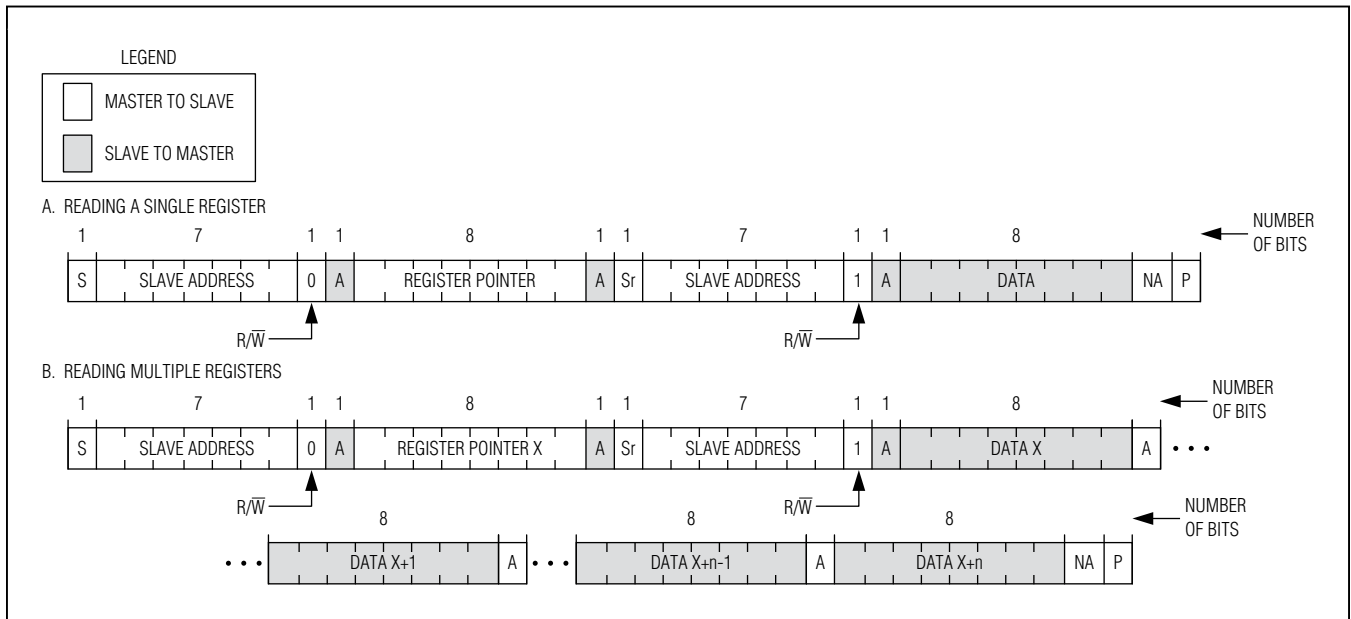 LEGEND
MASTER TO SLAVE
SLAVE TO MASTER
A. READING A SINGLE REGISTER
1 7 1 1 8 1 1 7 1 1 8 NUMBER OF BITS
S SLAVE ADDRESS 0 A REGISTER POINTER A Sr SLAVE ADDRESS 1 A DATA NA P
R/W̅ R/W̅
B. READING MULTIPLE REGISTERS
1 7 1 1 8 1 1 7 1 1 8 NUMBER OF BITS
S SLAVE ADDRESS 0 A REGISTER POINTER X A Sr SLAVE ADDRESS 1 A DATA X A • • •
R/W̅ R/W̅
8 8 8 NUMBER OF BITS
• • • DATA X+1 A • • • DATA X+n-1 A DATA X+n NA P